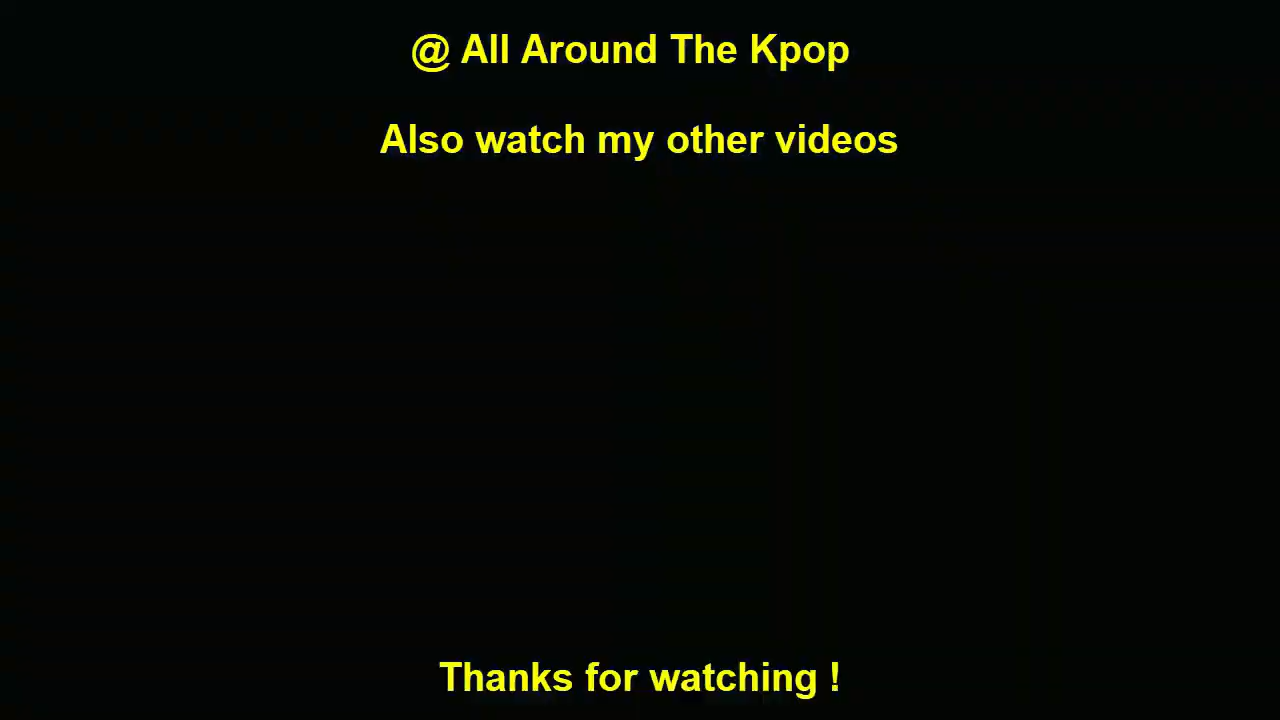 @ All Around The Kpop
Also watch my other videos
Thanks for watching !